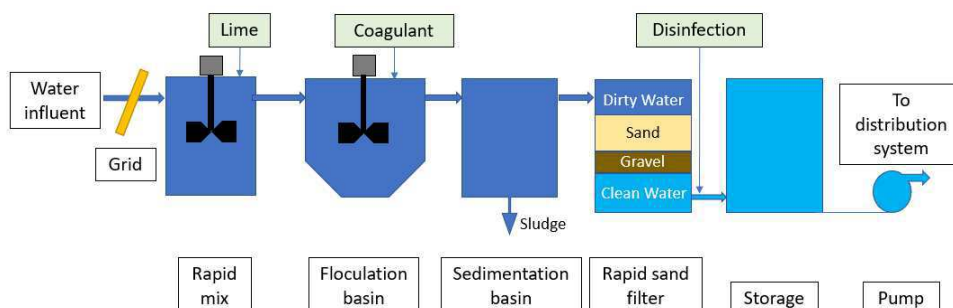 Lime
Coagulant
Disinfection
Water
influent
Grid
Dirty Water
Sand
Gravel
Clean Water
To
distribution
system
Sludge
Rapid
mix
Floculation
basin
Sedimentation
basin
Rapid sand
filter
Storage
Pump